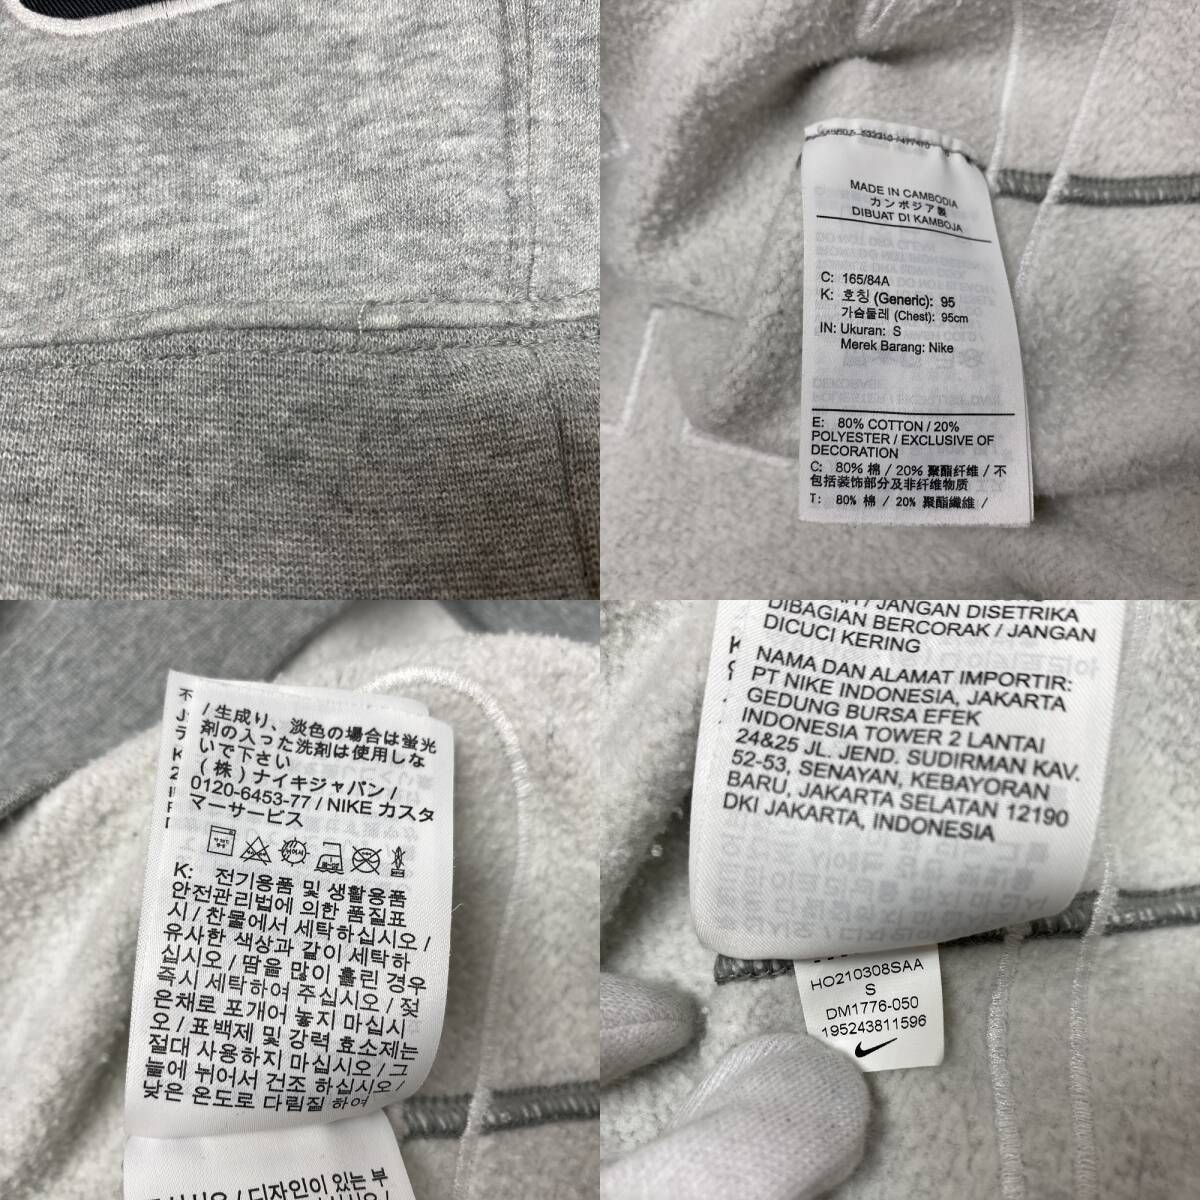 MADE IN CAMBODIA
カンボジア製
DIBUAT DI KAMBOJA
C: 165/84A
K: 호칭 (Generic): 95
가슴둘레 (Chest): 95cm
IN: Ukuran: S
Merek Barang: Nike
E: 80% COTTON / 20%
POLYESTER / EXCLUSIVE OF
DECORATION
C: 80% 棉 / 20% 聚酯纤维 / 不
包括装饰部分及非纤维物质
T: 80% 棉 / 20% 聚酯纖維 /
/ 生成り、淡色の場合は蛍光
剤の入った洗剤は使用しな
いで下さい
(株) ナイキジャパン /
0120-6453-77 / NIKE カスタ
マーサービス
K: 전기용품 및 생활용품
안전관리법에 의한 품질표
시 / 찬물에서 세탁하십시오 /
유사한 색상과 같이 세탁하
십시오 / 땀을 많이 흘린 경우
즉시 세탁하여 주십시오 / 젖
은채로 포개어 놓지 마십시
오 / 표백제 및 강력 효소제는
절대 사용하지 마십시오 / 그
늘에 뉘어서 건조 하십시오 /
낮은 온도로 다림질 하여
/ 디자인이 있는 부
/ JANGAN DISETRIKA
DIBAGIAN BERCORAK / JANGAN
DICUCI KERING
NAMA DAN ALAMAT IMPORTIR:
PT NIKE INDONESIA, JAKARTA
GEDUNG BURSA EFEK
INDONESIA TOWER 2 LANTAI
24&25 JL. JEND. SUDIRMAN KAV.
52-53, SENAYAN, KEBAYORAN
BARU, JAKARTA SELATAN 12190
DKI JAKARTA, INDONESIA
HO210308SAA
S
DM1776-050
195243811596